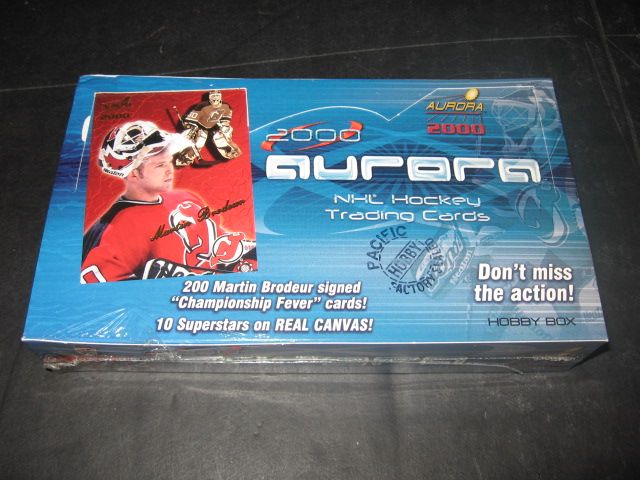 2000
Martin Brodeur
AURORA
2000
2000
aurora
NHL Hockey
Trading Cards
PACIFIC
HOBBY
FACTORY SEALED
200 Martin Brodeur signed
"Championship Fever" cards!
10 Superstars on REAL CANVAS!
Don't miss
the action!
HOBBY BOX